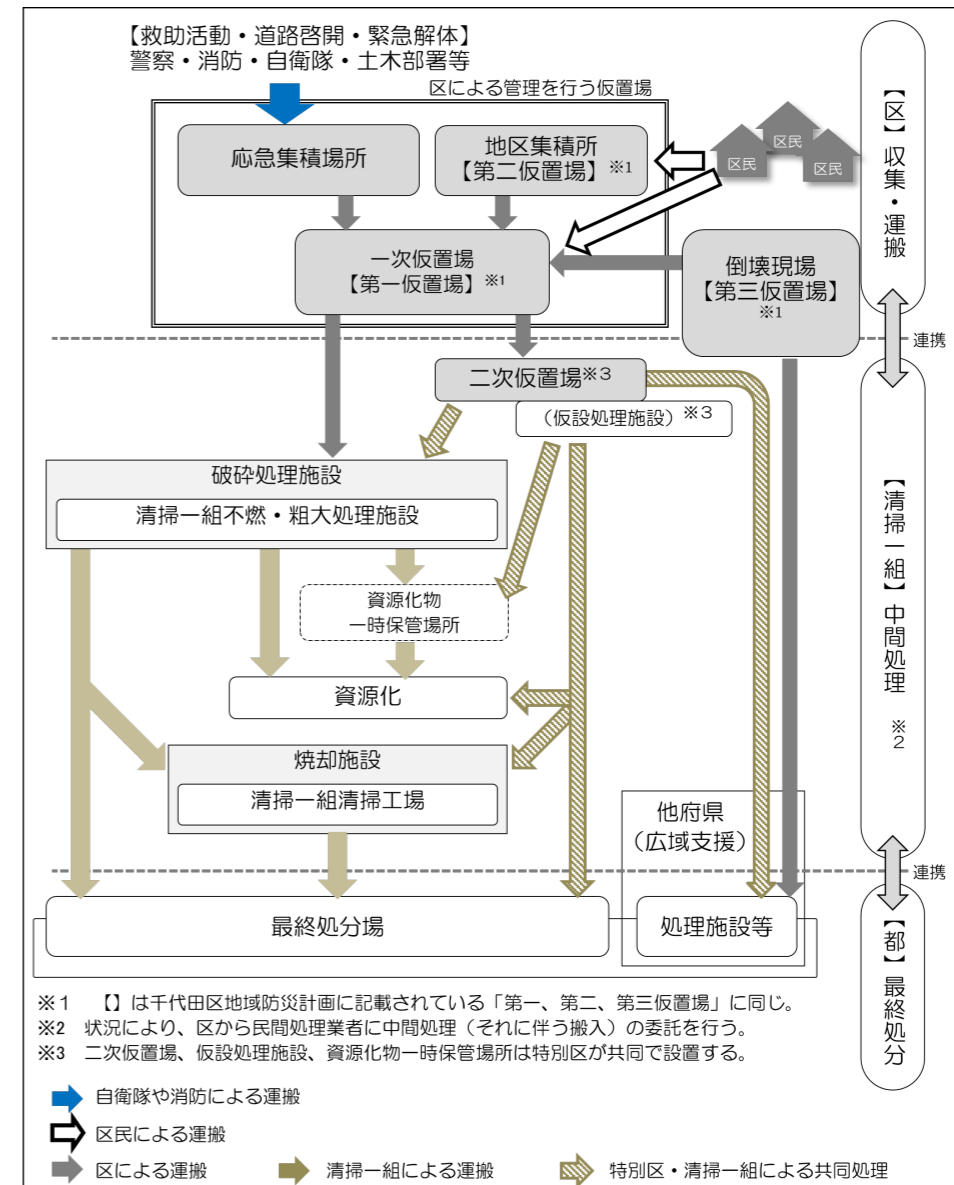 【救助活動・道路啓開・緊急解体】
警察・消防・自衛隊・土木部署等
区による管理を行う仮置場
応急集積場所
地区集積所
【第二仮置場】※1
区民
区民
区民
一次仮置場
【第一仮置場】※1
倒壊現場
【第三仮置場】
※1
【区】収集・運搬
連携
二次仮置場※3
（仮設処理施設）※3
破砕処理施設
清掃一組不燃・粗大処理施設
資源化物
一時保管場所
資源化
焼却施設
清掃一組清掃工場
【清掃一組】中間処理 ※2
他府県
（広域支援）
連携
最終処分場
処理施設等
【都】最終処分
※1 【】は千代田区地域防災計画に記載されている「第一、第二、第三仮置場」に同じ。
※2 状況により、区から民間処理業者に中間処理（それに伴う搬入）の委託を行う。
※3 二次仮置場、仮設処理施設、資源化物一時保管場所は特別区が共同で設置する。
自衛隊や消防による運搬
区民による運搬
区による運搬 清掃一組による運搬 特別区・清掃一組による共同処理